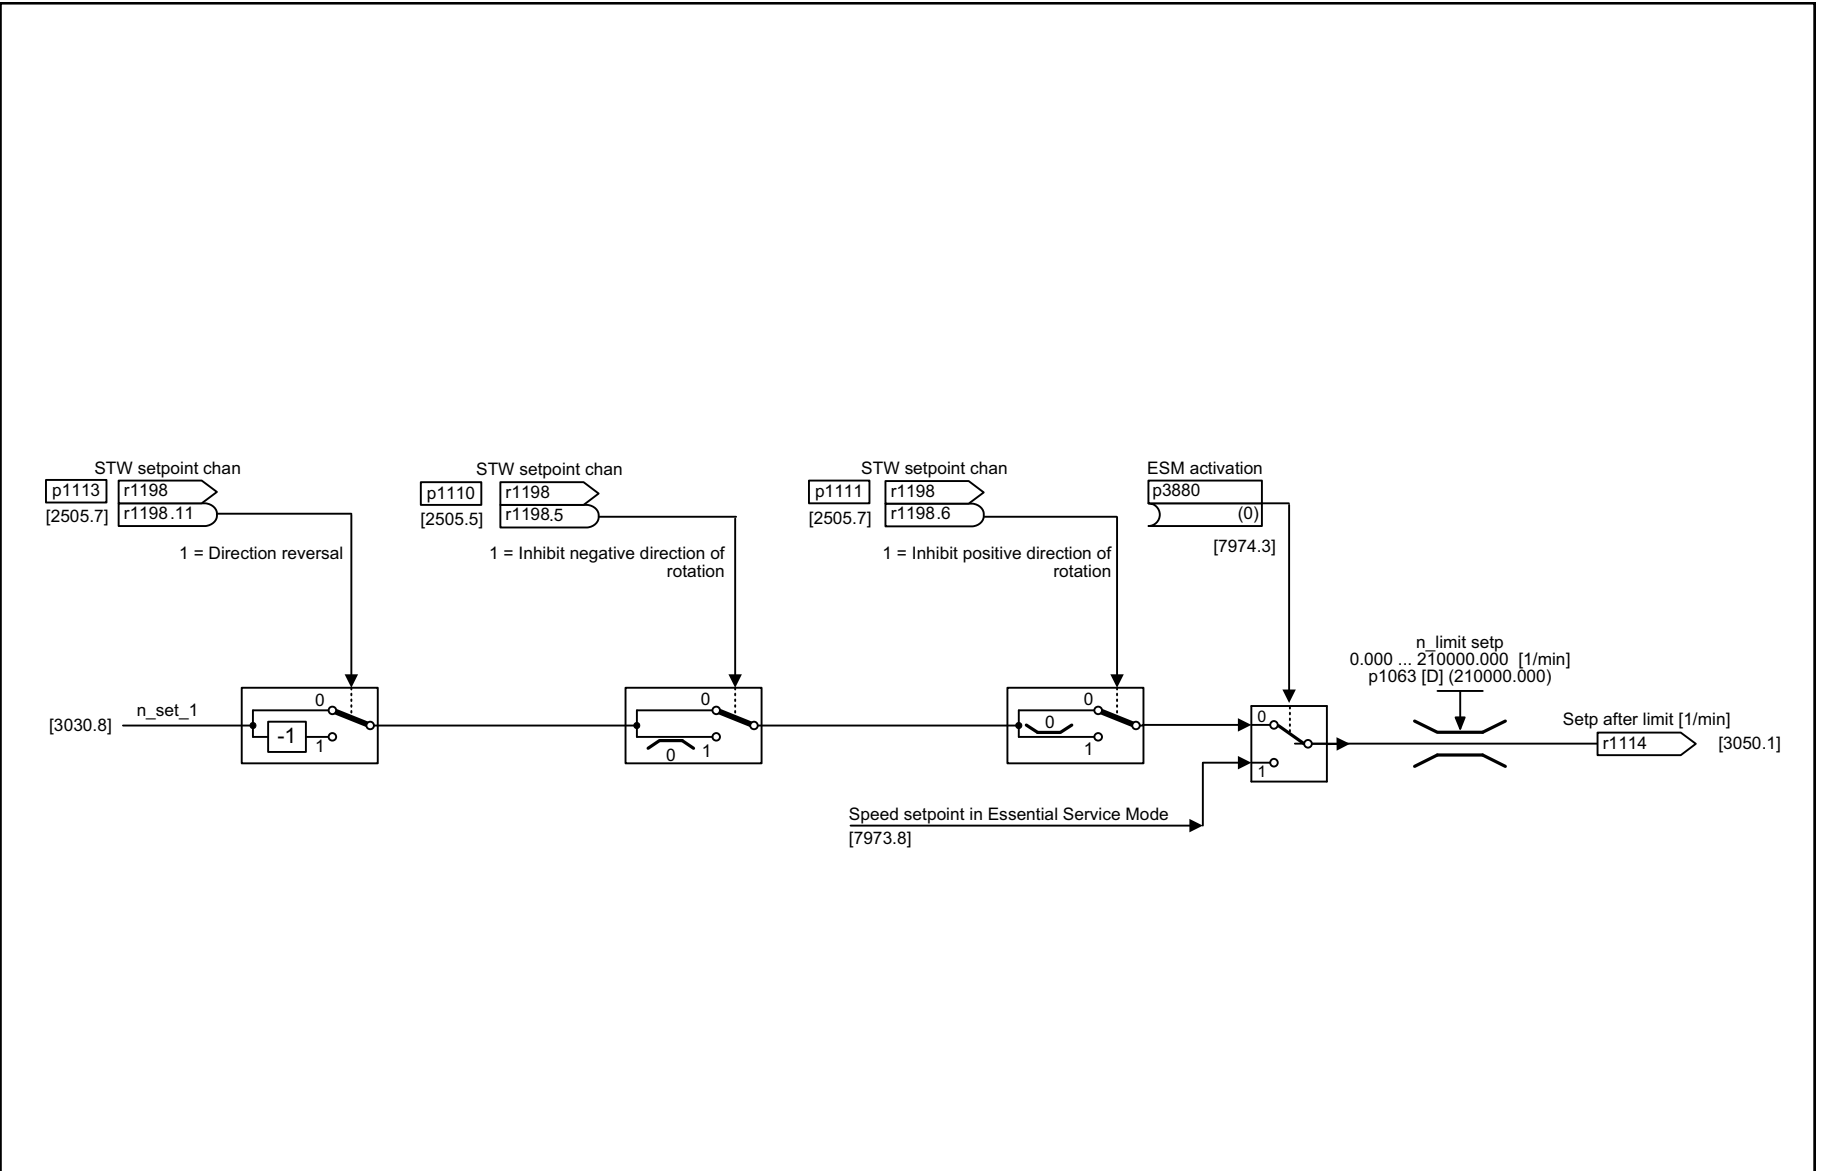 STW setpoint chan
p1113
r1198
[2505.7]
r1198.11
1 = Direction reversal
STW setpoint chan
p1110
r1198
[2505.5]
r1198.5
1 = Inhibit negative direction of
rotation
STW setpoint chan
p1111
r1198
[2505.7]
r1198.6
1 = Inhibit positive direction of
rotation
ESM activation
p3880
(0)
[7974.3]
n_limit setp
0.000 ... 210000.000 [1/min]
p1063 [D] (210000.000)
[3030.8]
n_set_1
0
-1
1
0
0
1
0
0
1
0
1
Setp after limit [1/min]
r1114
[3050.1]
Speed setpoint in Essential Service Mode
[7973.8]